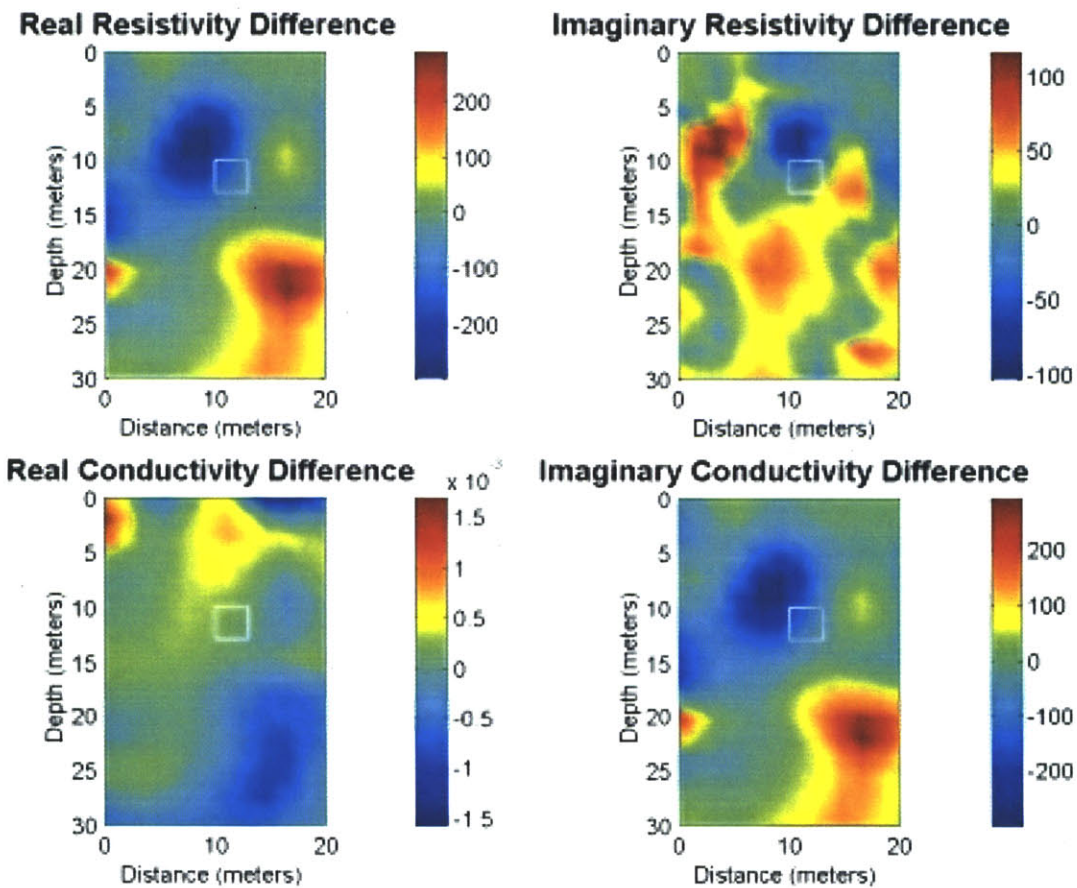 Real Resistivity Difference
0
5
10
15
20
25
30
Depth (meters)
0 10 20
Distance (meters)
200
100
0
-100
-200
Imaginary Resistivity Difference
0
5
10
15
20
25
30
Depth (meters)
0 10 20
Distance (meters)
100
50
0
-50
-100
Real Conductivity Difference
0
5
10
15
20
25
30
Depth (meters)
0 10 20
Distance (meters)
x 10
1.5
1
0.5
0
-0.5
-1
-1 5
Imaginary Conductivity Difference
0
5
10
15
20
25
30
Depth (meters)
0 10 20
Distance (meters)
200
100
0
-100
-200